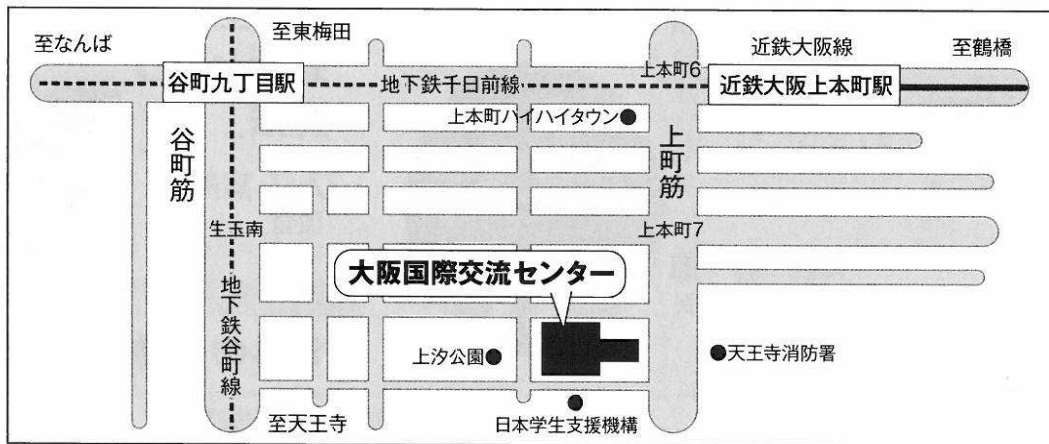 至なんば
至東梅田
近鉄大阪線
至鶴橋
谷町九丁目駅
地下鉄千日前線
上本町6
近鉄大阪上本町駅
上本町ハイハイタウン
谷町筋
上町筋
生玉南
上本町7
大阪国際交流センター
地下鉄谷町線
上汐公園
天王寺消防署
至天王寺
日本学生支援機構